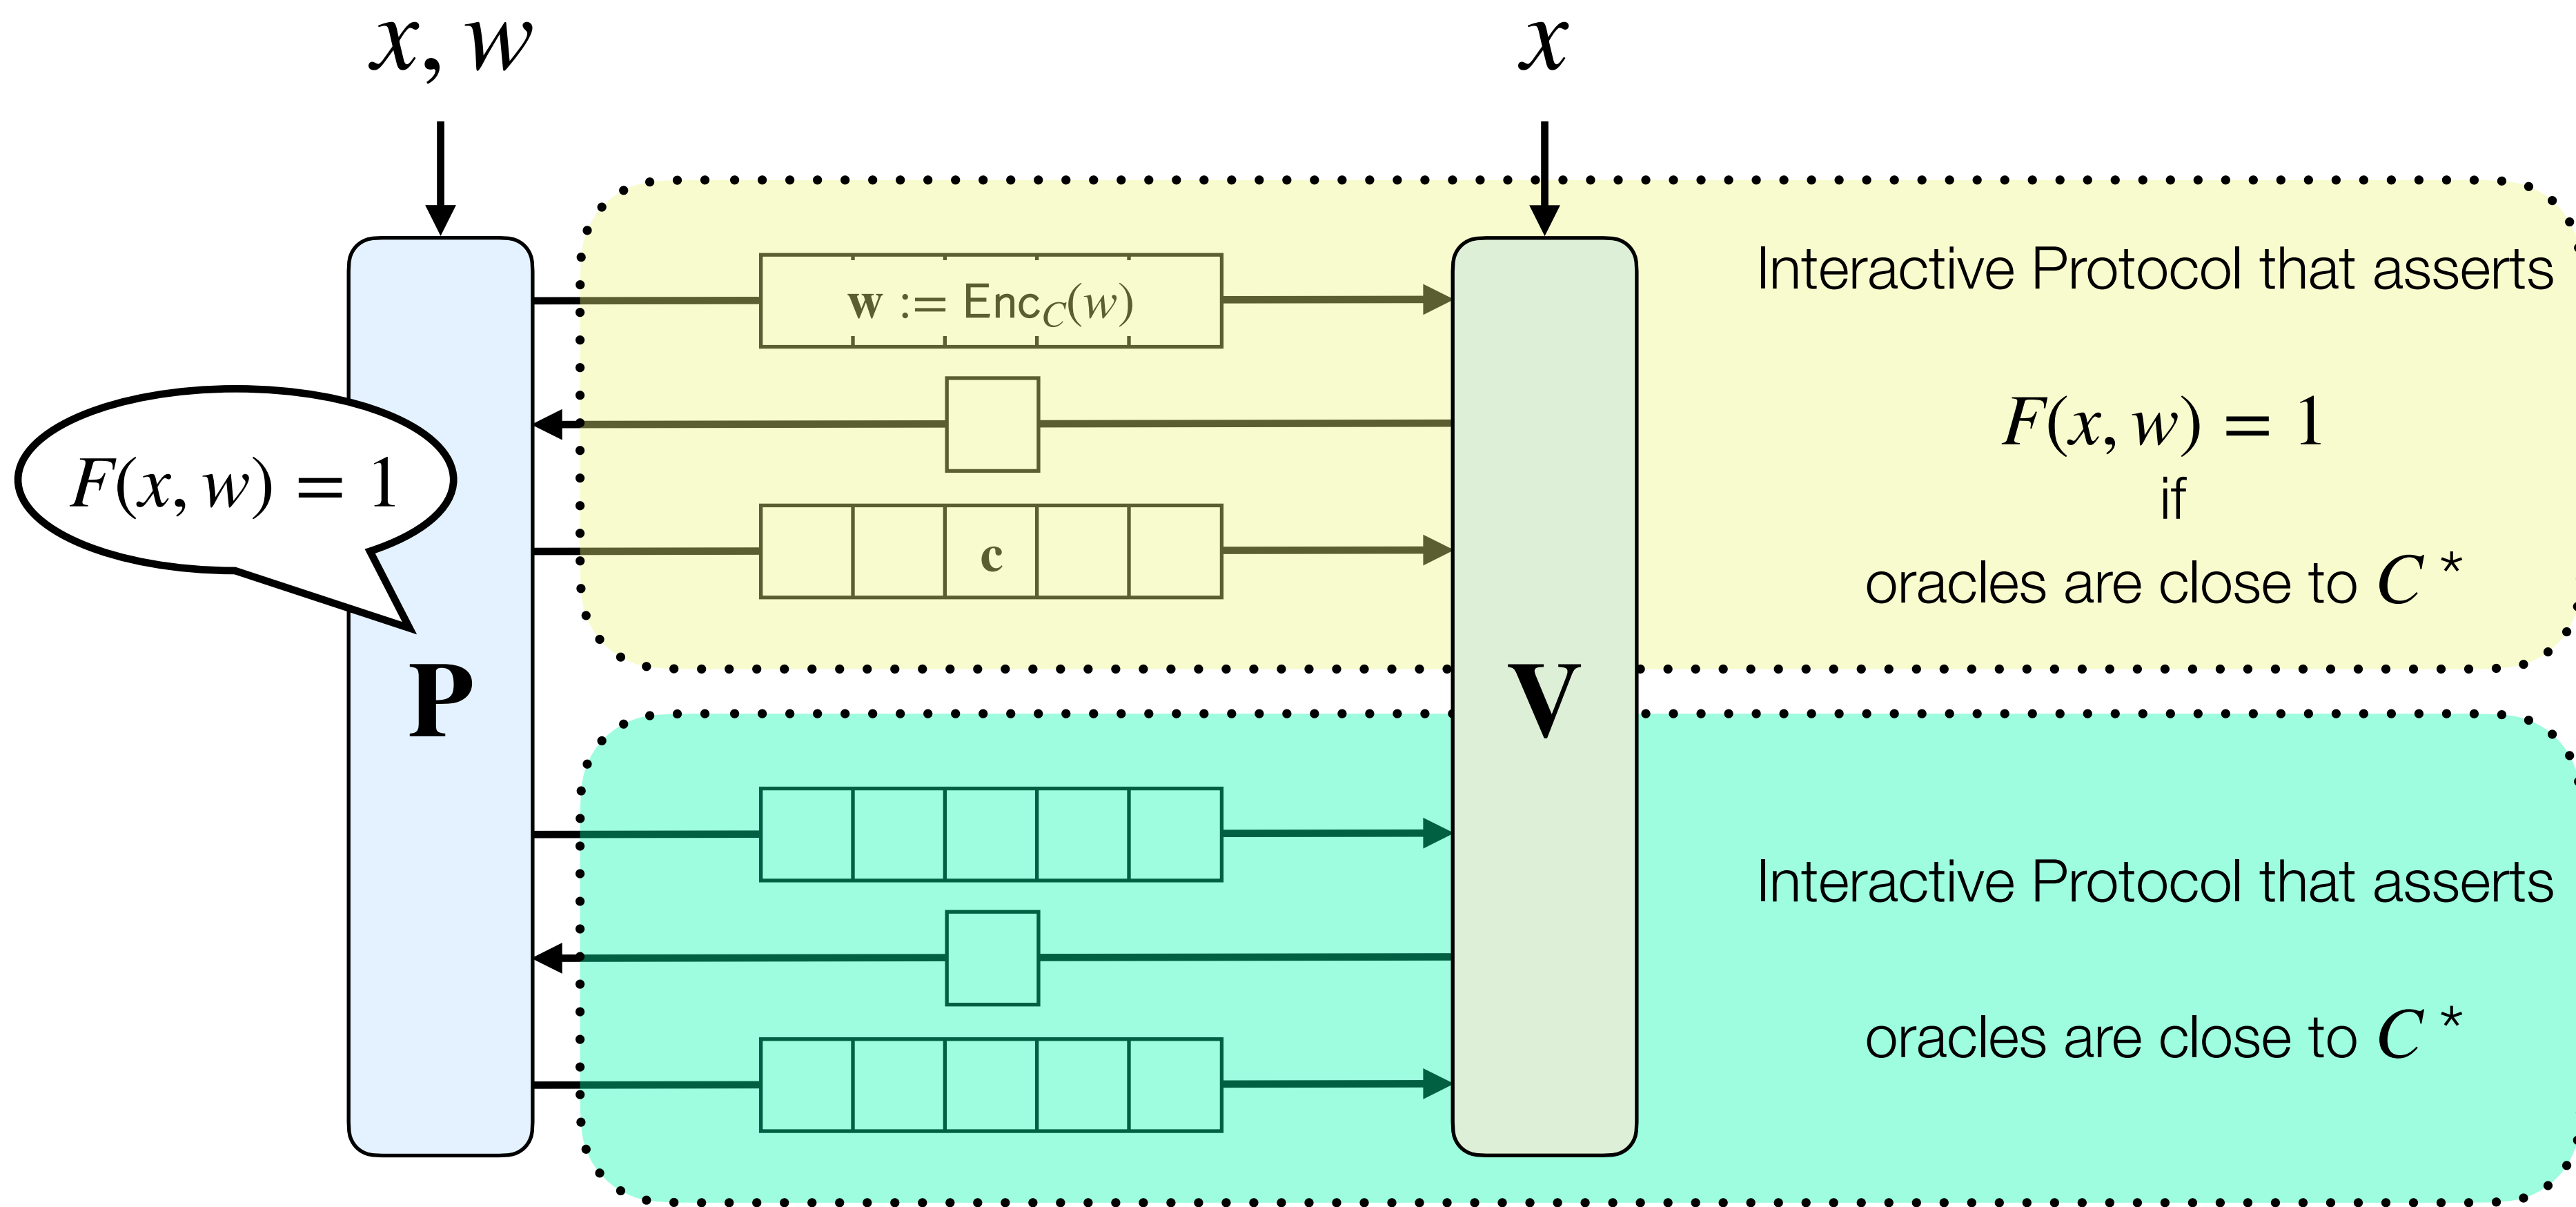 x, w
x
Interactive Protocol that asserts
w := Enc_C(w)
F(x, w) = 1
F(x, w) = 1
if
c
oracles are close to C*
P
V
Interactive Protocol that asserts
oracles are close to C*